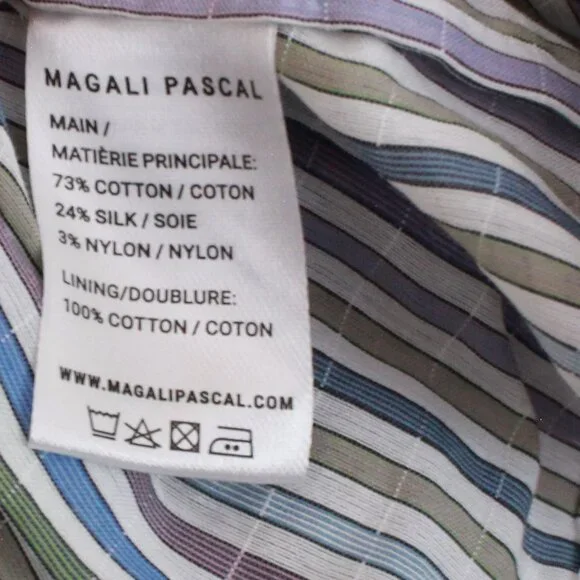 MAGALI PASCAL
MAIN /
MATIÈRIE PRINCIPALE:
73% COTTON / COTON
24% SILK / SOIE
3% NYLON / NYLON
LINING/DOUBLURE:
100% COTTON / COTON
WWW.MAGALIPASCAL.COM